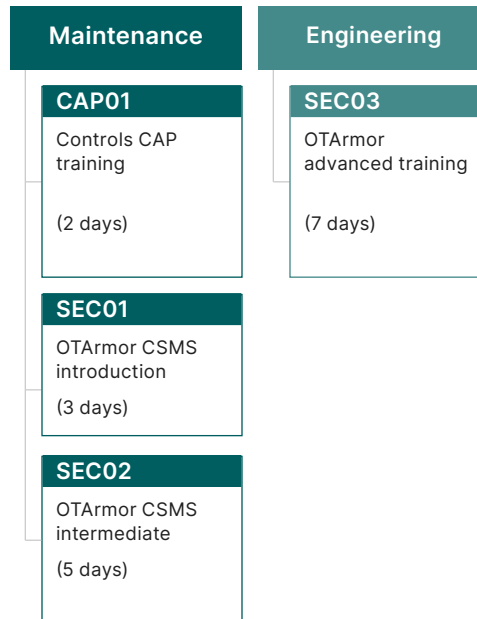 Maintenance
CAP01
Controls CAP
training
(2 days)
SEC01
OTArmor CSMS
introduction
(3 days)
SEC02
OTArmor CSMS
intermediate
(5 days)
Engineering
SEC03
OTArmor
advanced training
(7 days)